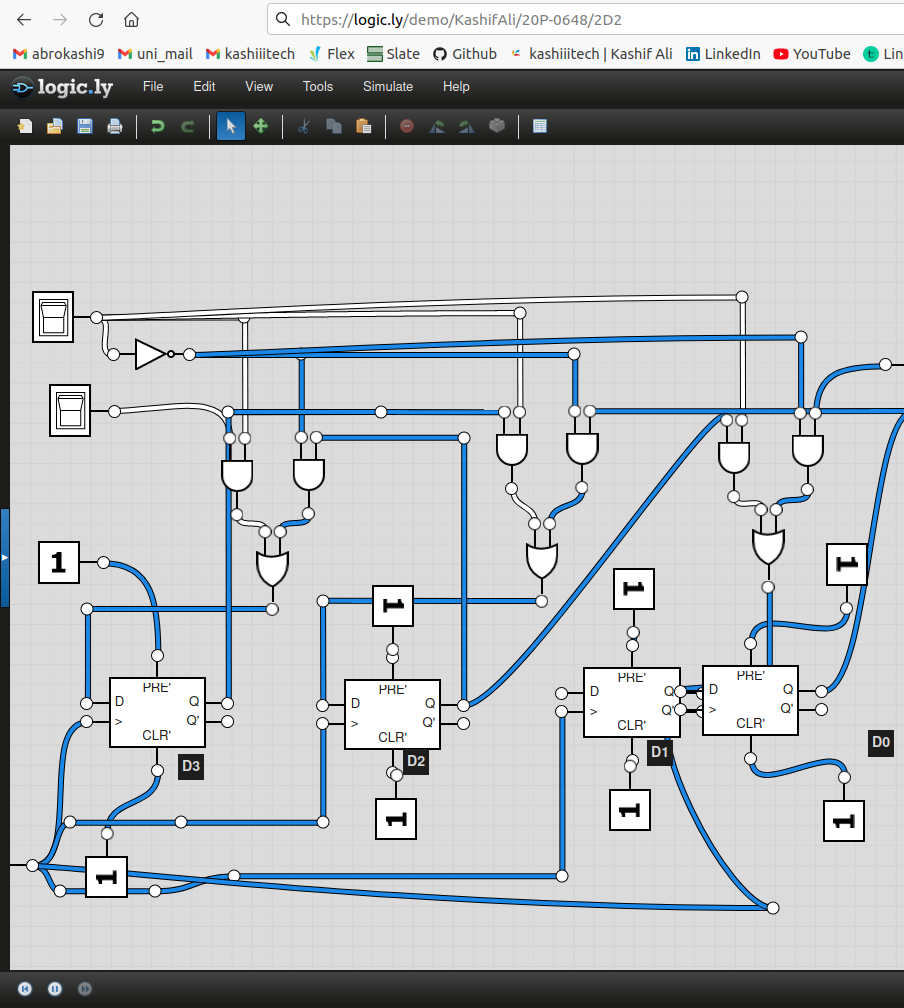 https://logic.ly/demo/KashifAli/20P-0648/2D2
abrokashi9 uni_mail kashiiitech Flex Slate Github kashiiitech | Kashif Ali LinkedIn YouTube Lin
logic.ly File Edit View Tools Simulate Help
1
1
1
1
PRE'
D Q
> Q'
CLR'
D3
PRE'
D Q
> Q'
CLR'
D2
PRE'
D Q
> Q'
CLR'
D1
PRE'
D Q
> Q'
CLR'
D0
1
1
1
1